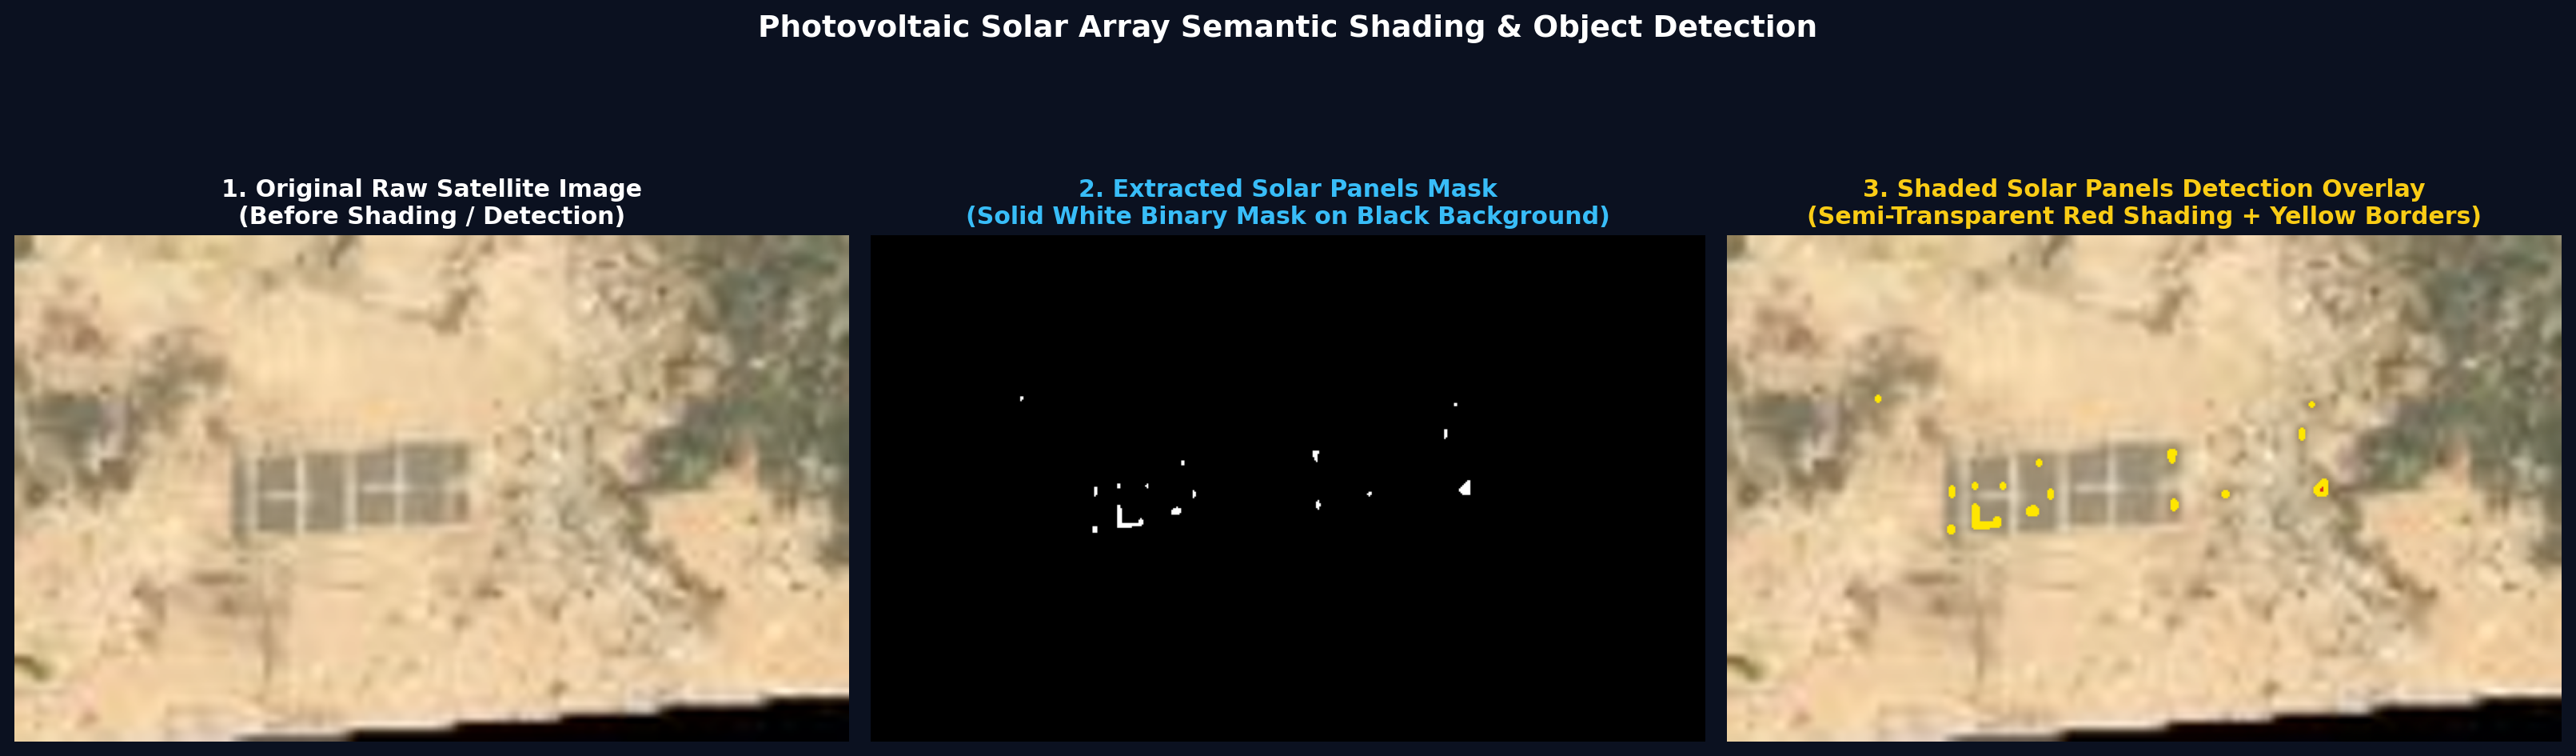 Photovoltaic Solar Array Semantic Shading & Object Detection
1. Original Raw Satellite Image
(Before Shading / Detection)
2. Extracted Solar Panels Mask
(Solid White Binary Mask on Black Background)
3. Shaded Solar Panels Detection Overlay
(Semi-Transparent Red Shading + Yellow Borders)